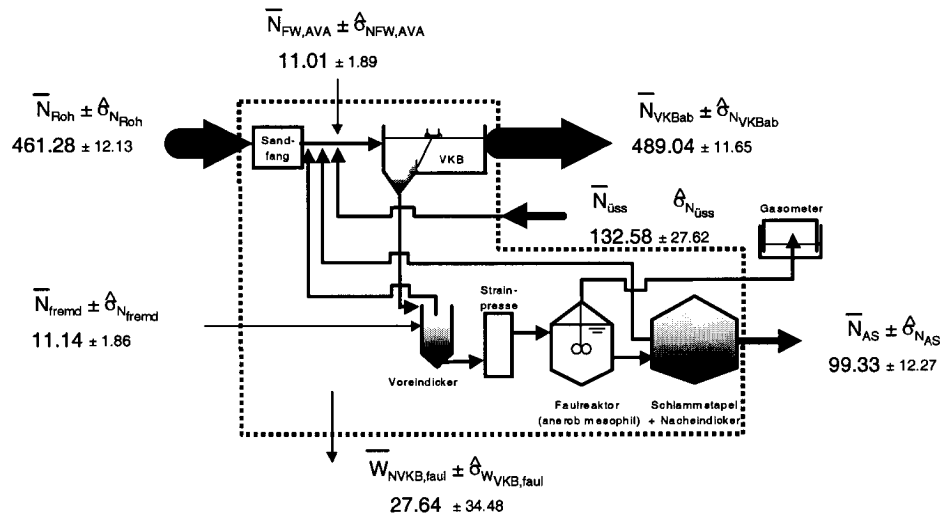 N̅FW,AVA ± σ̂NFW,AVA
11.01 ± 1.89
N̅Roh ± σ̂NRoh
461.28 ± 12.13
N̅VKBab ± σ̂NVKBab
489.04 ± 11.65
Sand-
fang
VKB
N̅üss σ̂Nüss
132.58 ± 27.62
Gasometer
N̅fremd ± σ̂Nfremd
11.14 ± 1.86
Strain-
presse
N̅AS ± σ̂NAS
99.33 ± 12.27
Voreindicker
Faulreaktor
(anerob mesophil)
Schlammstapel
+ Nacheindicker
W̅NVKB,faul ± σ̂WVKB,faul
27.64 ± 34.48